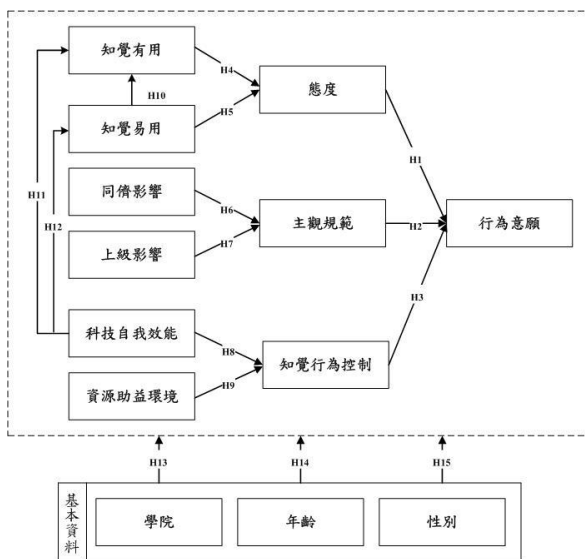 知覺有用
H4
H10
態度
知覺易用
H5
H1
H11
H12
同儕影響
H6
主觀規範
H2
行為意願
上級影響
H7
H3
科技自我效能
H8
知覺行為控制
H9
資源助益環境
H13
H14
H15
基本資料
學院
年齡
性別